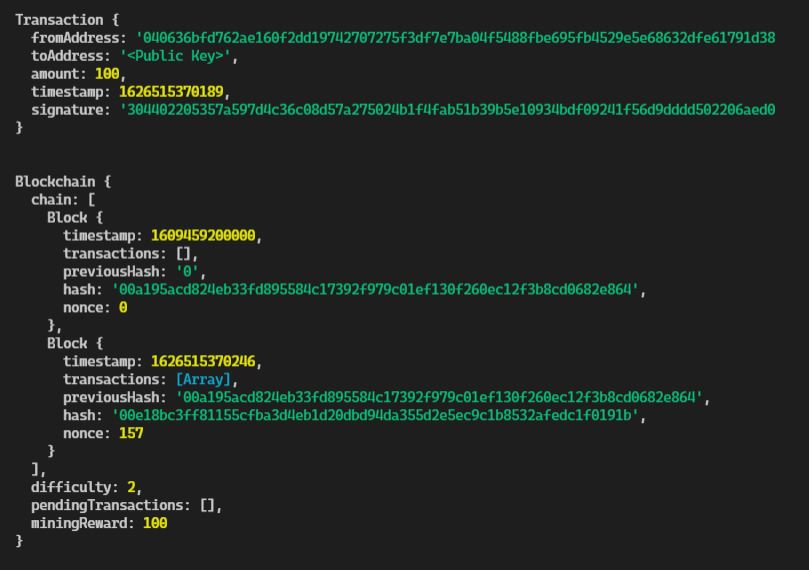 Transaction {
fromAddress: '040636bfd762ae160f2dd19742707275f3df7e7ba04f5488fbe695fb4529e5e68632dfe61791d38
toAddress: '<Public Key>',
amount: 100,
timestamp: 1626515370189,
signature: '304402205357a597d4c36c08d57a275024b1f4fab51b39b5e10934bdf09241f56d9dddd502206aed0
}
Blockchain {
chain: [
Block {
timestamp: 1609459200000,
transactions: [],
previousHash: '0',
hash: '00a195acd824eb33fd895584c17392f979c01ef130f260ec12f3b8cd0682e864',
nonce: 0
},
Block {
timestamp: 1626515370246,
transactions: [Array],
previousHash: '00a195acd824eb33fd895584c17392f979c01ef130f260ec12f3b8cd0682e864',
hash: '00e18bc3ff81155cfba3d4eb1d20dbd94da355d2e5ec9c1b8532afedc1f0191b',
nonce: 157
}
],
difficulty: 2,
pendingTransactions: [],
miningReward: 100
}